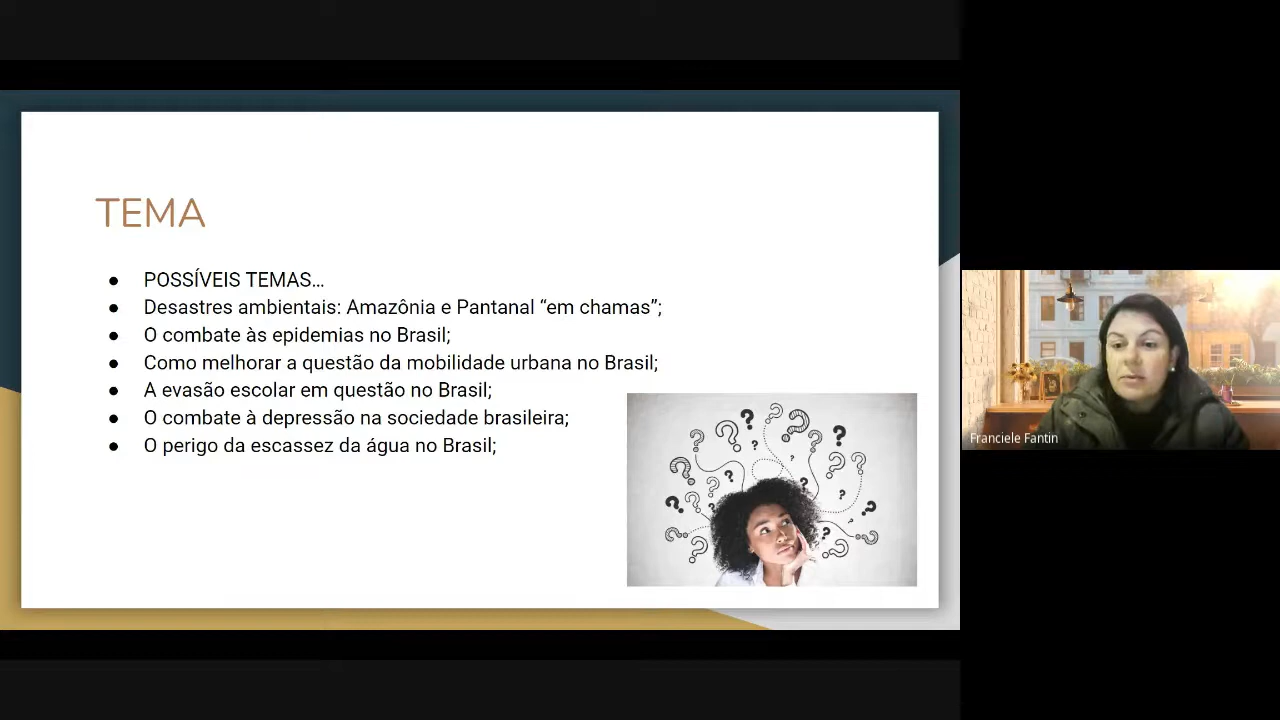 TEMA
● POSSÍVEIS TEMAS...
● Desastres ambientais: Amazônia e Pantanal “em chamas”;
● O combate às epidemias no Brasil;
● Como melhorar a questão da mobilidade urbana no Brasil;
● A evasão escolar em questão no Brasil;
● O combate à depressão na sociedade brasileira;
● O perigo da escassez da água no Brasil;
Franciele Fantin